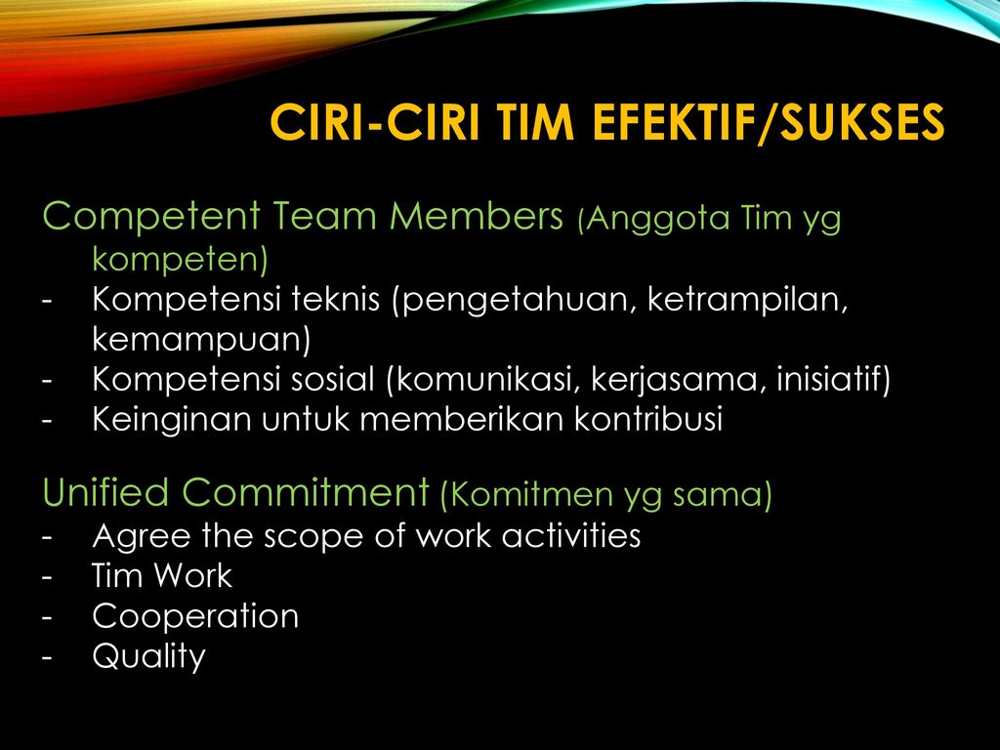 CIRI-CIRI TIM EFEKTIF/SUKSES
Competent Team Members (Anggota Tim yg
kompeten)
- Kompetensi teknis (pengetahuan, ketrampilan,
kemampuan)
- Kompetensi sosial (komunikasi, kerjasama, inisiatif)
- Keinginan untuk memberikan kontribusi
Unified Commitment (Komitmen yg sama)
- Agree the scope of work activities
- Tim Work
- Cooperation
- Quality